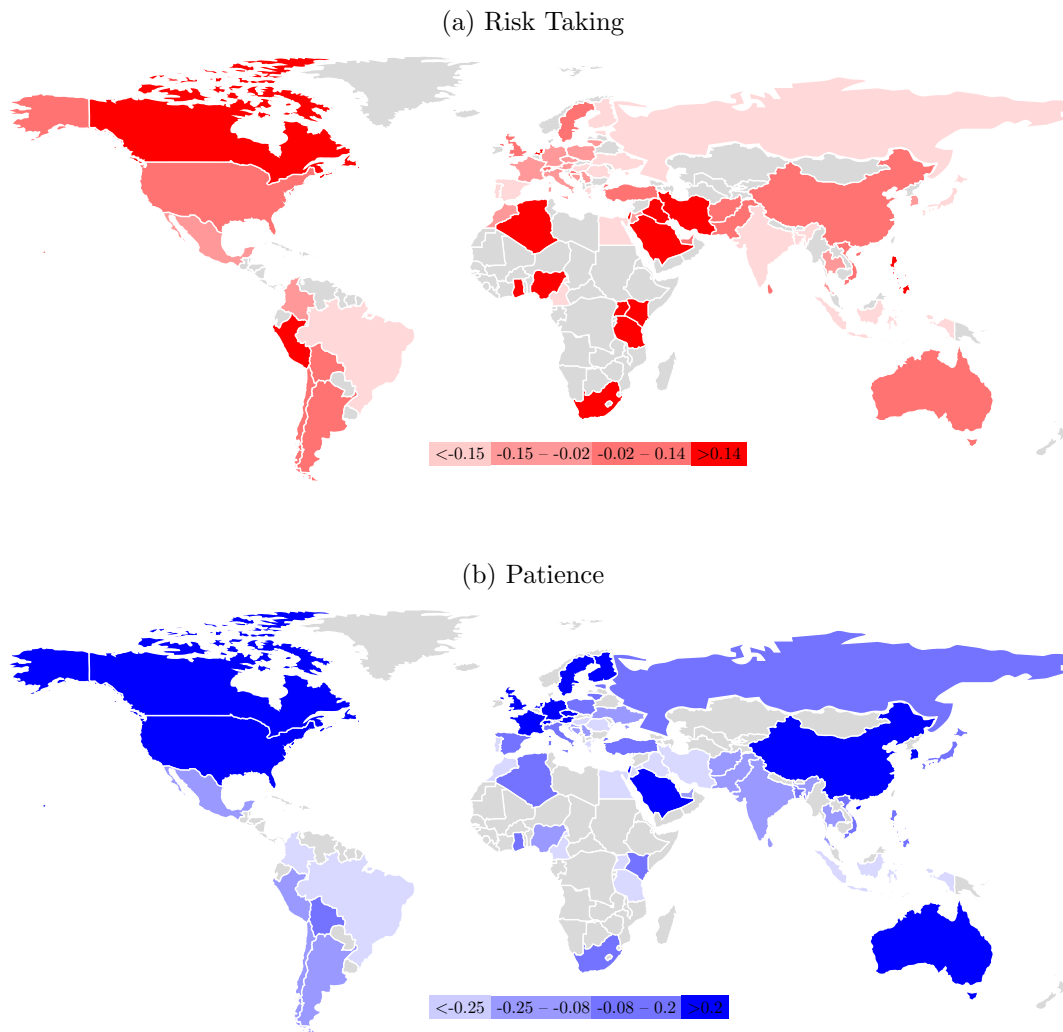 (a) Risk Taking
<-0.15 -0.15 – -0.02 -0.02 – 0.14 >0.14
(b) Patience
<-0.25 -0.25 – -0.08 -0.08 – 0.2 >0.2